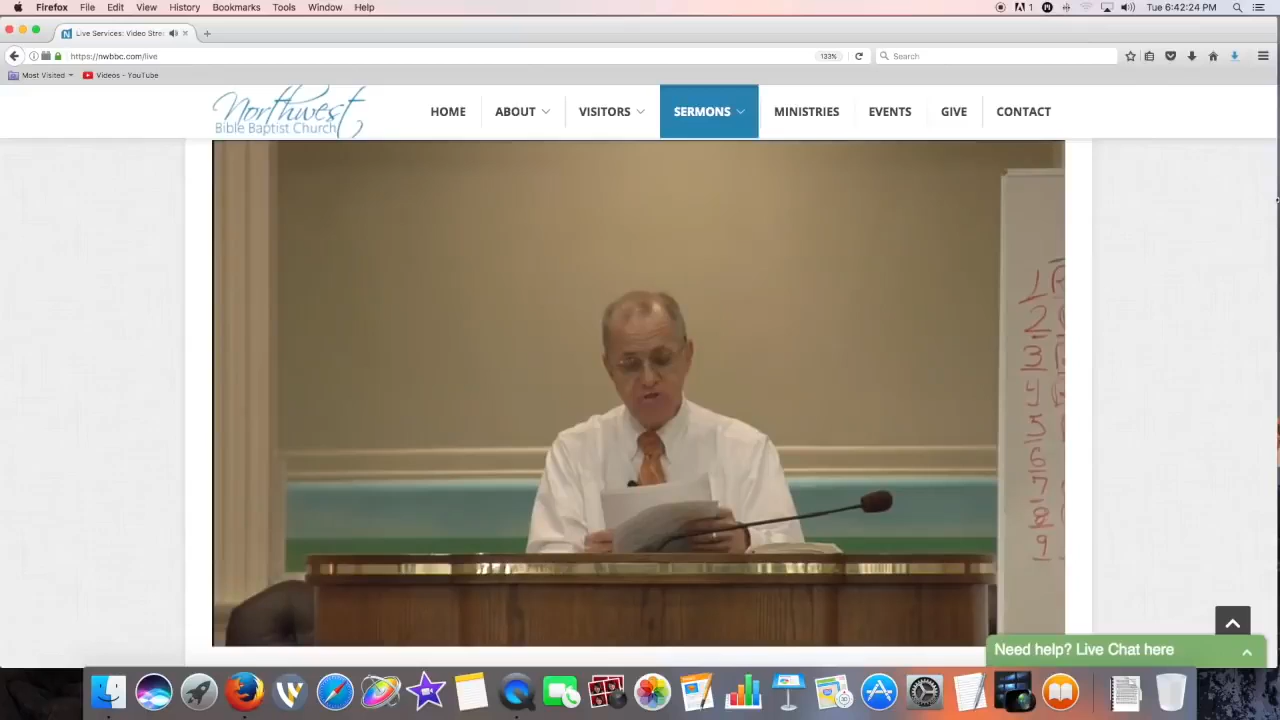 Firefox File Edit View History Bookmarks Tools Window Help 1 Tue 6:42:24 PM
Live Services: Video Stre
https://nwbbc.com/live 133% Search
Most Visited Videos - YouTube
Northwest
Bible Baptist Church
HOME ABOUT VISITORS SERMONS MINISTRIES EVENTS GIVE CONTACT
1
2
3
4
5
6
7
8
9
Need help? Live Chat here